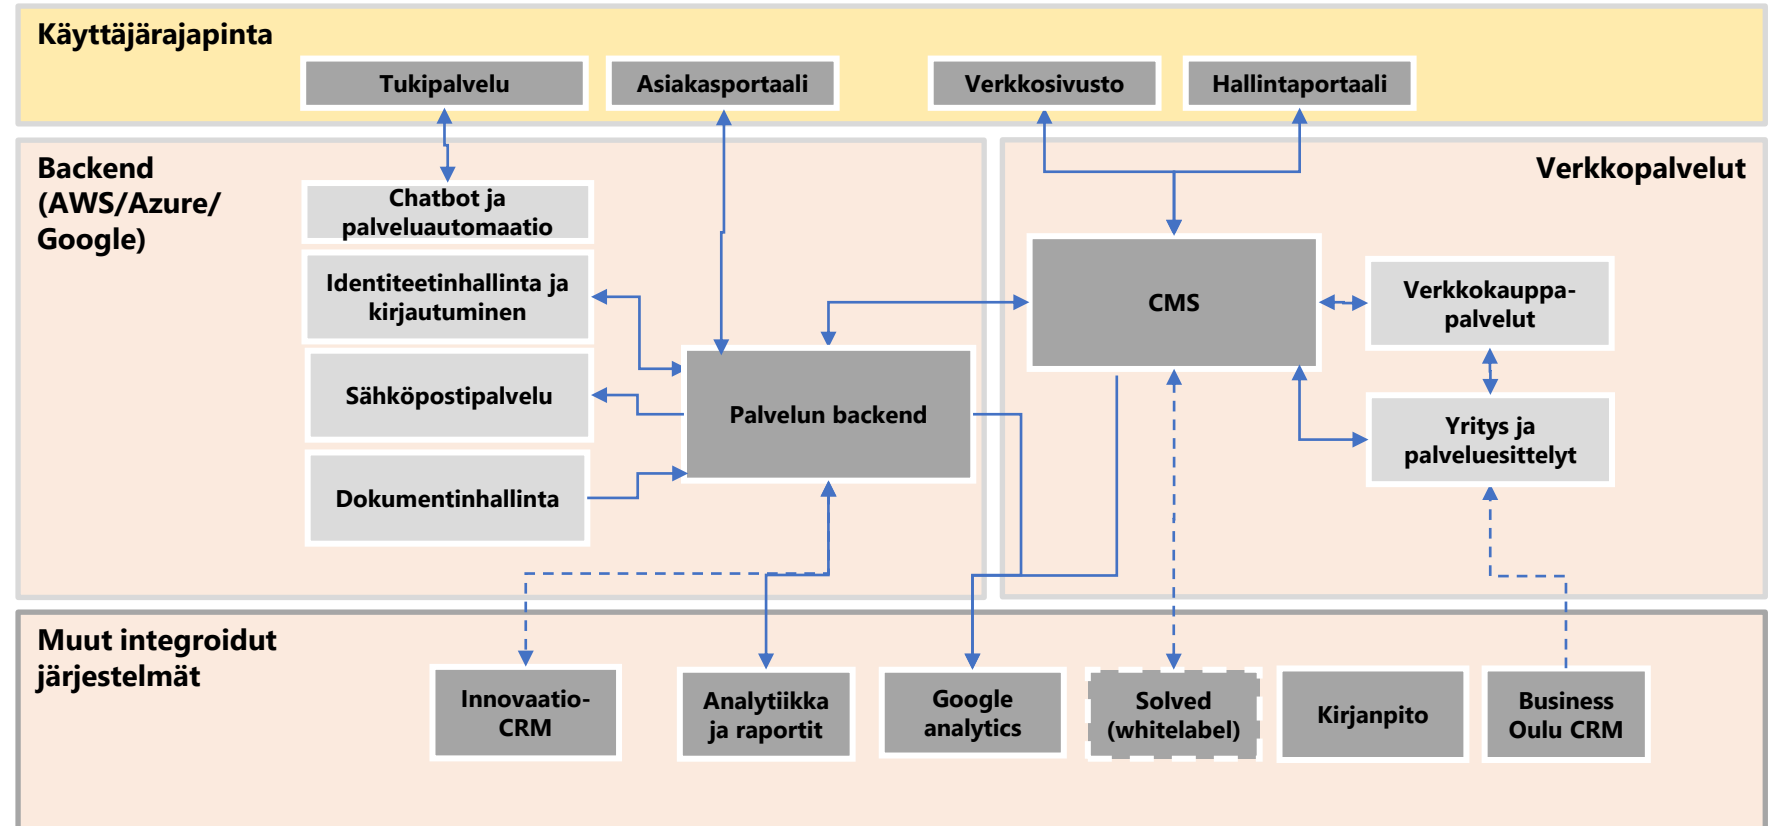 Käyttäjärajapinta
Tukipalvelu
Asiakasportaali
Verkkosivusto
Hallintaportaali
Backend
(AWS/Azure/
Google)
Verkkopalvelut
Chatbot ja
palveluautomaatio
Identiteetinhallinta ja
kirjautuminen
Sähköpostipalvelu
Dokumentinhallinta
Palvelun backend
CMS
Verkkokauppa-
palvelut
Yritys ja
palveluesittelyt
Muut integroidut
järjestelmät
Innovaatio-
CRM
Analytiikka
ja raportit
Google
analytics
Solved
(whitelabel)
Kirjanpito
Business
Oulu CRM